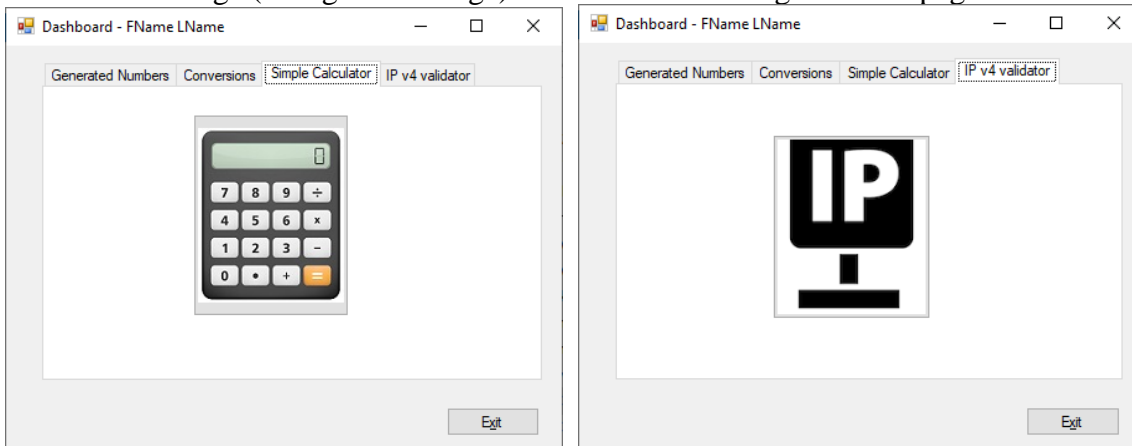 Dashboard - FName LName
Generated Numbers Conversions Simple Calculator IP v4 validator
0
7 8 9 ÷
4 5 6 x
1 2 3 −
0 • + =
Exit
Dashboard - FName LName
Generated Numbers Conversions Simple Calculator IP v4 validator
IP
Exit